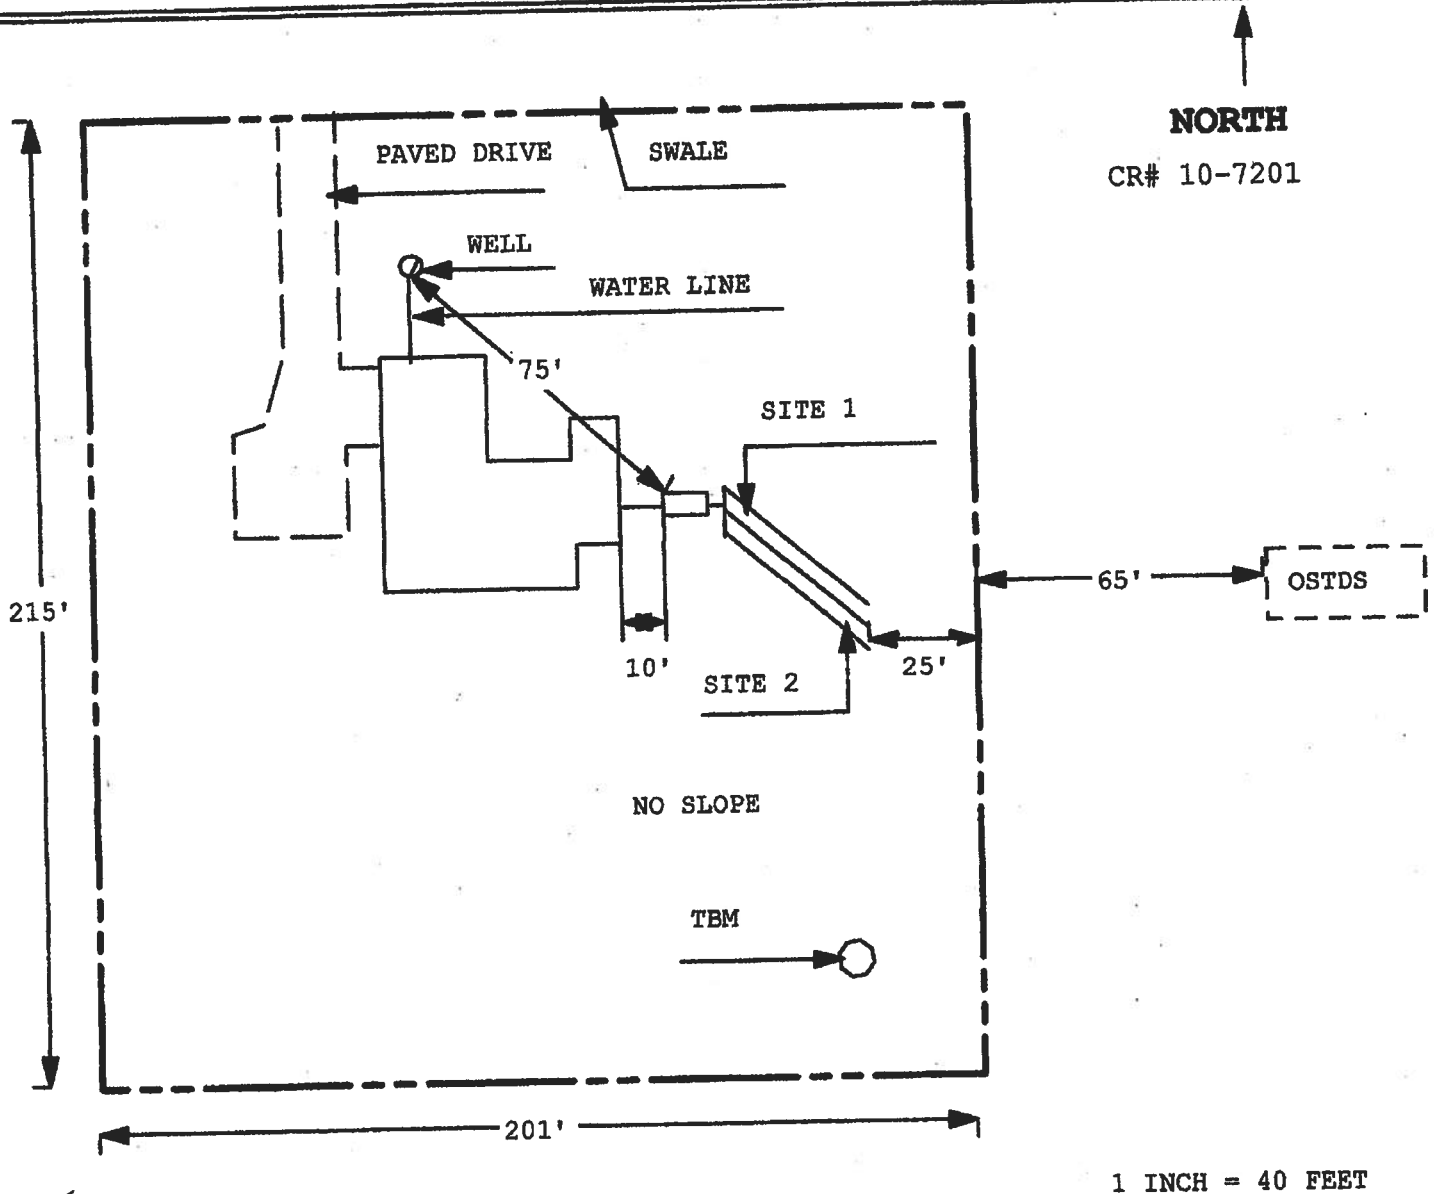 NORTH
CR# 10-7201
PAVED DRIVE
SWALE
WELL
WATER LINE
75'
SITE 1
215'
65'
OSTDS
10'
SITE 2
25'
NO SLOPE
TBM
201'
1 INCH = 40 FEET